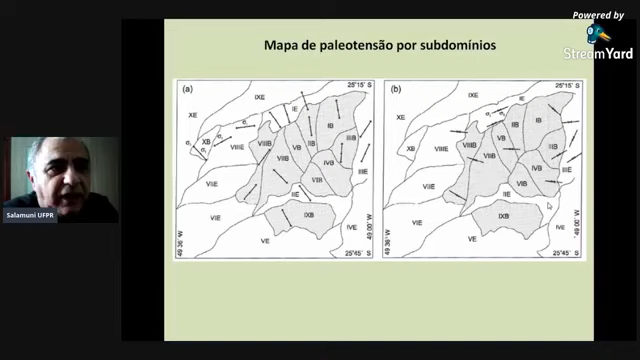 Powered by
StreamYard
Mapa de paleotensão por subdomínios
(a)
25°15' S
IXE
IE
XE
XB
σ₁
σ₁
VIIIE
VIIIB
IB
IIB
VB
IIIB
VIIB
IVB
VIIE
VIB
IIIE
IIE
IXB
VIE
VE
IVE
49.36' W
49.00' W
25°45' S
(b)
25°15' S
IXE
IE
XE
XB
σ₁
VIIIE
VIIIB
IB
IIB
VB
IIIB
VIIB
IVB
VIIE
VIB
IIIE
IIE
IXB
VIE
VE
IVE
49.36' W
49.00' W
25°45' S
Salamuni UFPR